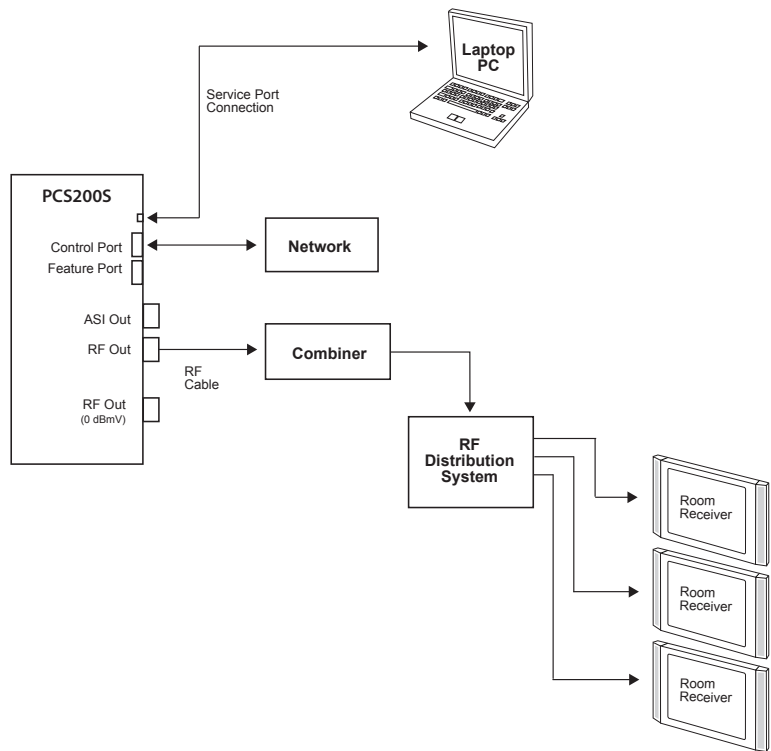 Laptop
PC
Service Port
Connection
PCS200S
Control Port
Feature Port
Network
ASI Out
RF Out
RF
Cable
Combiner
RF Out
(0 dBmV)
RF
Distribution
System
Room
Receiver
Room
Receiver
Room
Receiver